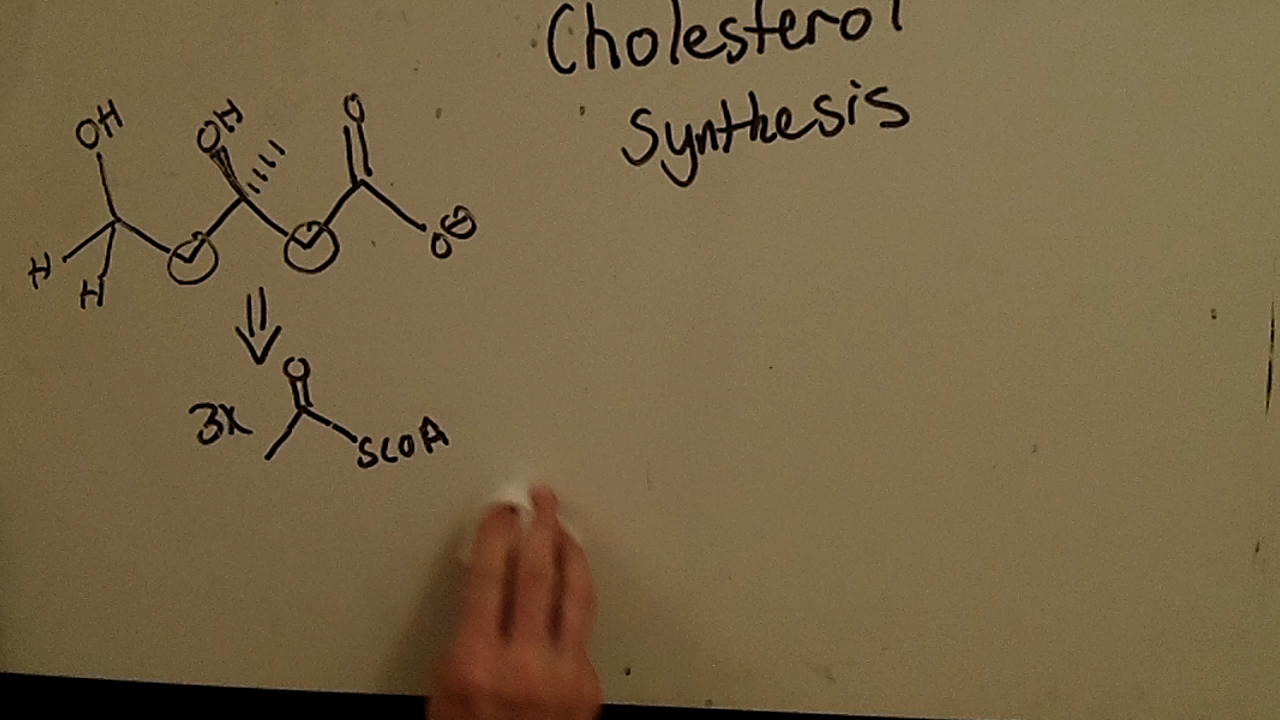 Cholesterol
Synthesis
OH
OH
O
O⊖
H
H
O
3x
SCOA